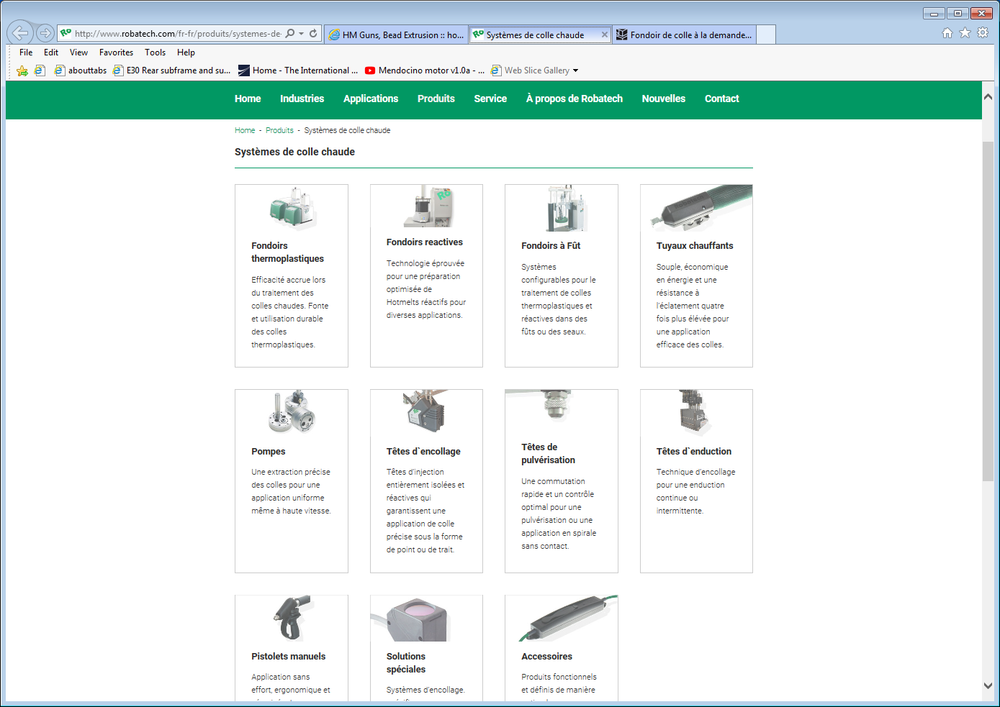 http://www.robatech.com/fr-fr/produits/systemes-de-
HM Guns, Bead Extrusion :: ho...
Systèmes de colle chaude
Fondoir de colle à la demande...
File Edit View Favorites Tools Help
abouttabs
E30 Rear subframe and su...
Home - The International ...
Mendocino motor v1.0a - ...
Web Slice Gallery
Home Industries Applications Produits Service À propos de Robatech Nouvelles Contact
Home - Produits - Systèmes de colle chaude
Systèmes de colle chaude
Fondoirs
thermoplastiques
Efficacité accrue lors
du traitement des
colles chaudes. Fonte
et utilisation durable
des colles
thermoplastiques.
Fondoirs reactives
Technologie éprouvée
pour une préparation
optimisée de
Hotmelts réactifs pour
diverses applications.
Fondoirs à Fût
Systèmes
configurables pour le
traitement de colles
thermoplastiques et
réactives dans des
fûts ou des seaux.
Tuyaux chauffants
Souple, économique
en énergie et une
résistance à
l'éclatement quatre
fois plus élévée pour
une application
efficace des colles.
Pompes
Une extraction précise
des colles pour une
application uniforme
même à haute vitesse.
Têtes d`encollage
Têtes d'injection
entièrement isolées et
réactives qui
garantissent une
application de colle
précise sous la forme
de point ou de trait.
Têtes de
pulvérisation
Une commutation
rapide et un contrôle
optimal pour une
pulvérisation ou une
application en spirale
sans contact.
Têtes d`enduction
Technique d'encollage
pour une enduction
continue ou
intermittente.
Pistolets manuels
Application sans
effort, ergonomique et
Solutions
spéciales
Systèmes d'encollage.
Accessoires
Produits fonctionnels
et définis de manière